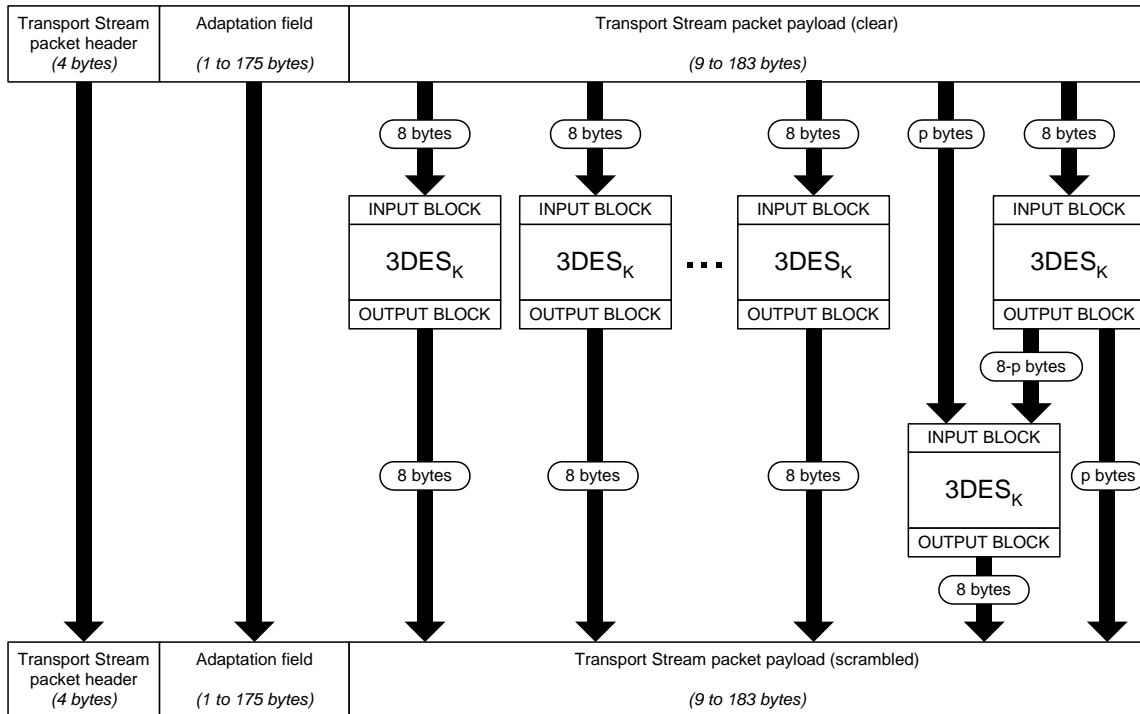 Transport Stream
packet header
(4 bytes)
Adaptation field
(1 to 175 bytes)
Transport Stream packet payload (clear)
(9 to 183 bytes)
8 bytes
8 bytes
8 bytes
p bytes
8 bytes
INPUT BLOCK
INPUT BLOCK
INPUT BLOCK
INPUT BLOCK
3DESK
3DESK
...
3DESK
3DESK
OUTPUT BLOCK
OUTPUT BLOCK
OUTPUT BLOCK
OUTPUT BLOCK
8-p bytes
INPUT BLOCK
8 bytes
8 bytes
8 bytes
3DESK
p bytes
OUTPUT BLOCK
8 bytes
Transport Stream
packet header
(4 bytes)
Adaptation field
(1 to 175 bytes)
Transport Stream packet payload (scrambled)
(9 to 183 bytes)